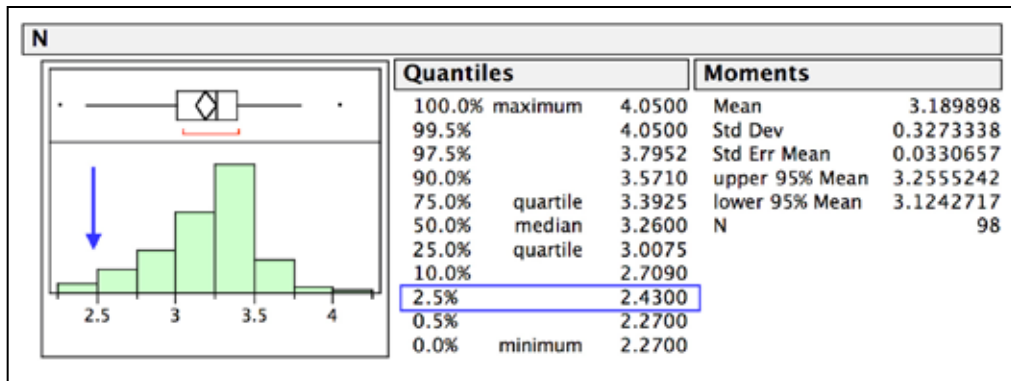 N
Quantiles
100.0% maximum 4.0500
99.5% 4.0500
97.5% 3.7952
90.0% 3.5710
75.0% quartile 3.3925
50.0% median 3.2600
25.0% quartile 3.0075
10.0% 2.7090
2.5% 2.4300
0.5% 2.2700
0.0% minimum 2.2700
Moments
Mean 3.189898
Std Dev 0.3273338
Std Err Mean 0.0330657
upper 95% Mean 3.2555242
lower 95% Mean 3.1242717
N 98
2.5 3 3.5 4